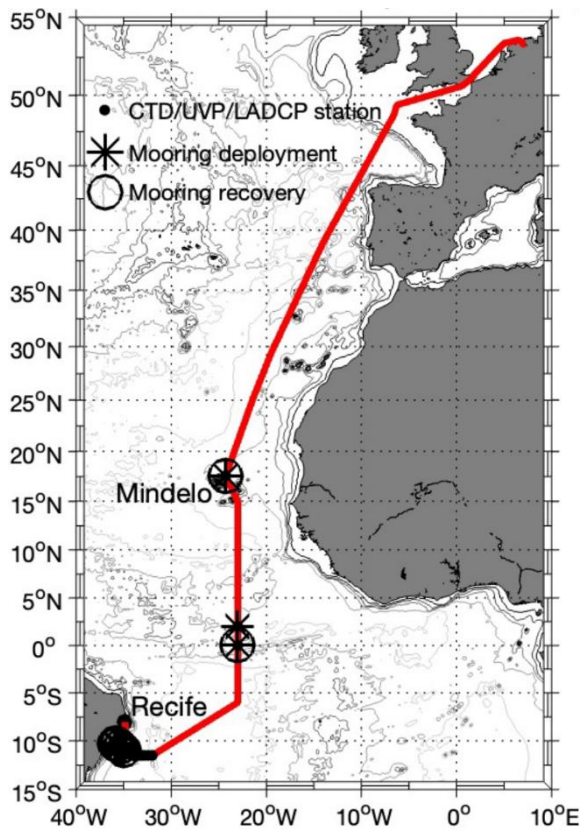 55°N
50°N
CTD/UVP/LADCP station
Mooring deployment
45°N
Mooring recovery
40°N
35°N
30°N
25°N
20°N
Mindelo
15°N
10°N
5°N
0°
5°S
Recife
10°S
15°S
40°W 30°W 20°W 10°W 0° 10°E